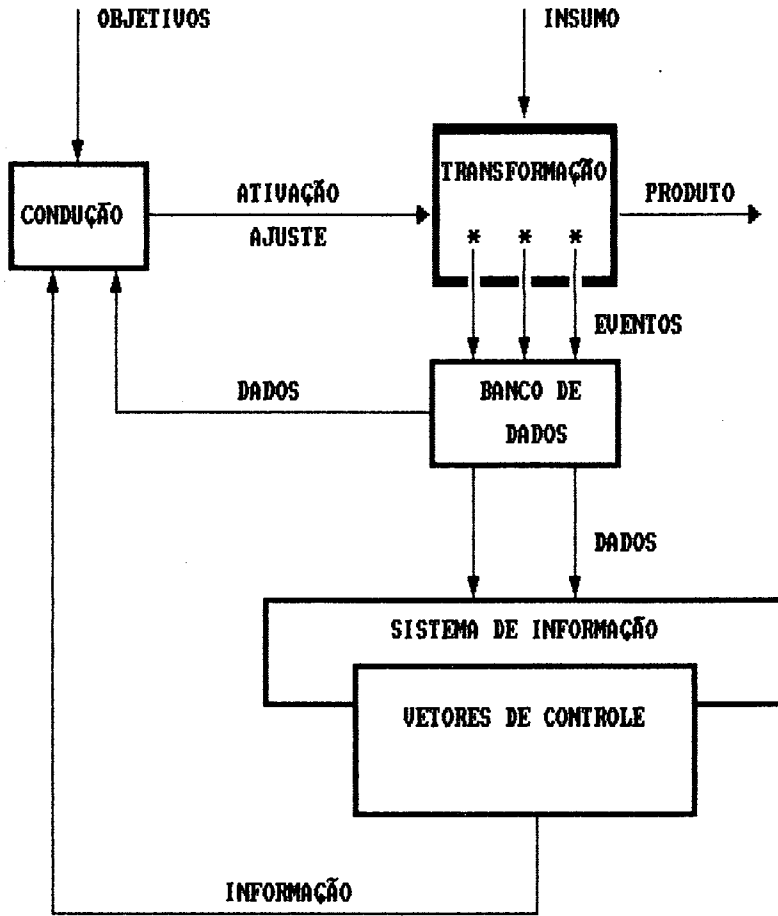 OBJETIVOS
INSUMO
TRANSFORMAÇÃO
CONDUÇÃO
ATIVAÇÃO
AJUSTE
PRODUTO
* * *
EVENTOS
DADOS
BANCO DE
DADOS
DADOS
SISTEMA DE INFORMAÇÃO
VETORES DE CONTROLE
INFORMAÇÃO